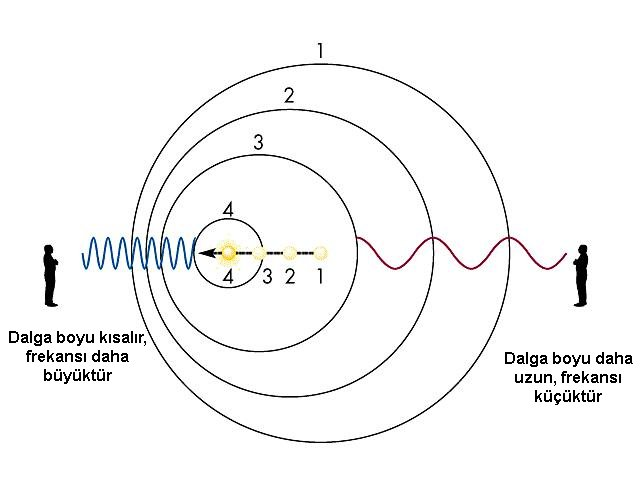 1
2
3
4
4 3 2 1
Dalga boyu kısalır,
frekansı daha
büyüktür
Dalga boyu daha
uzun, frekansı
küçüktür